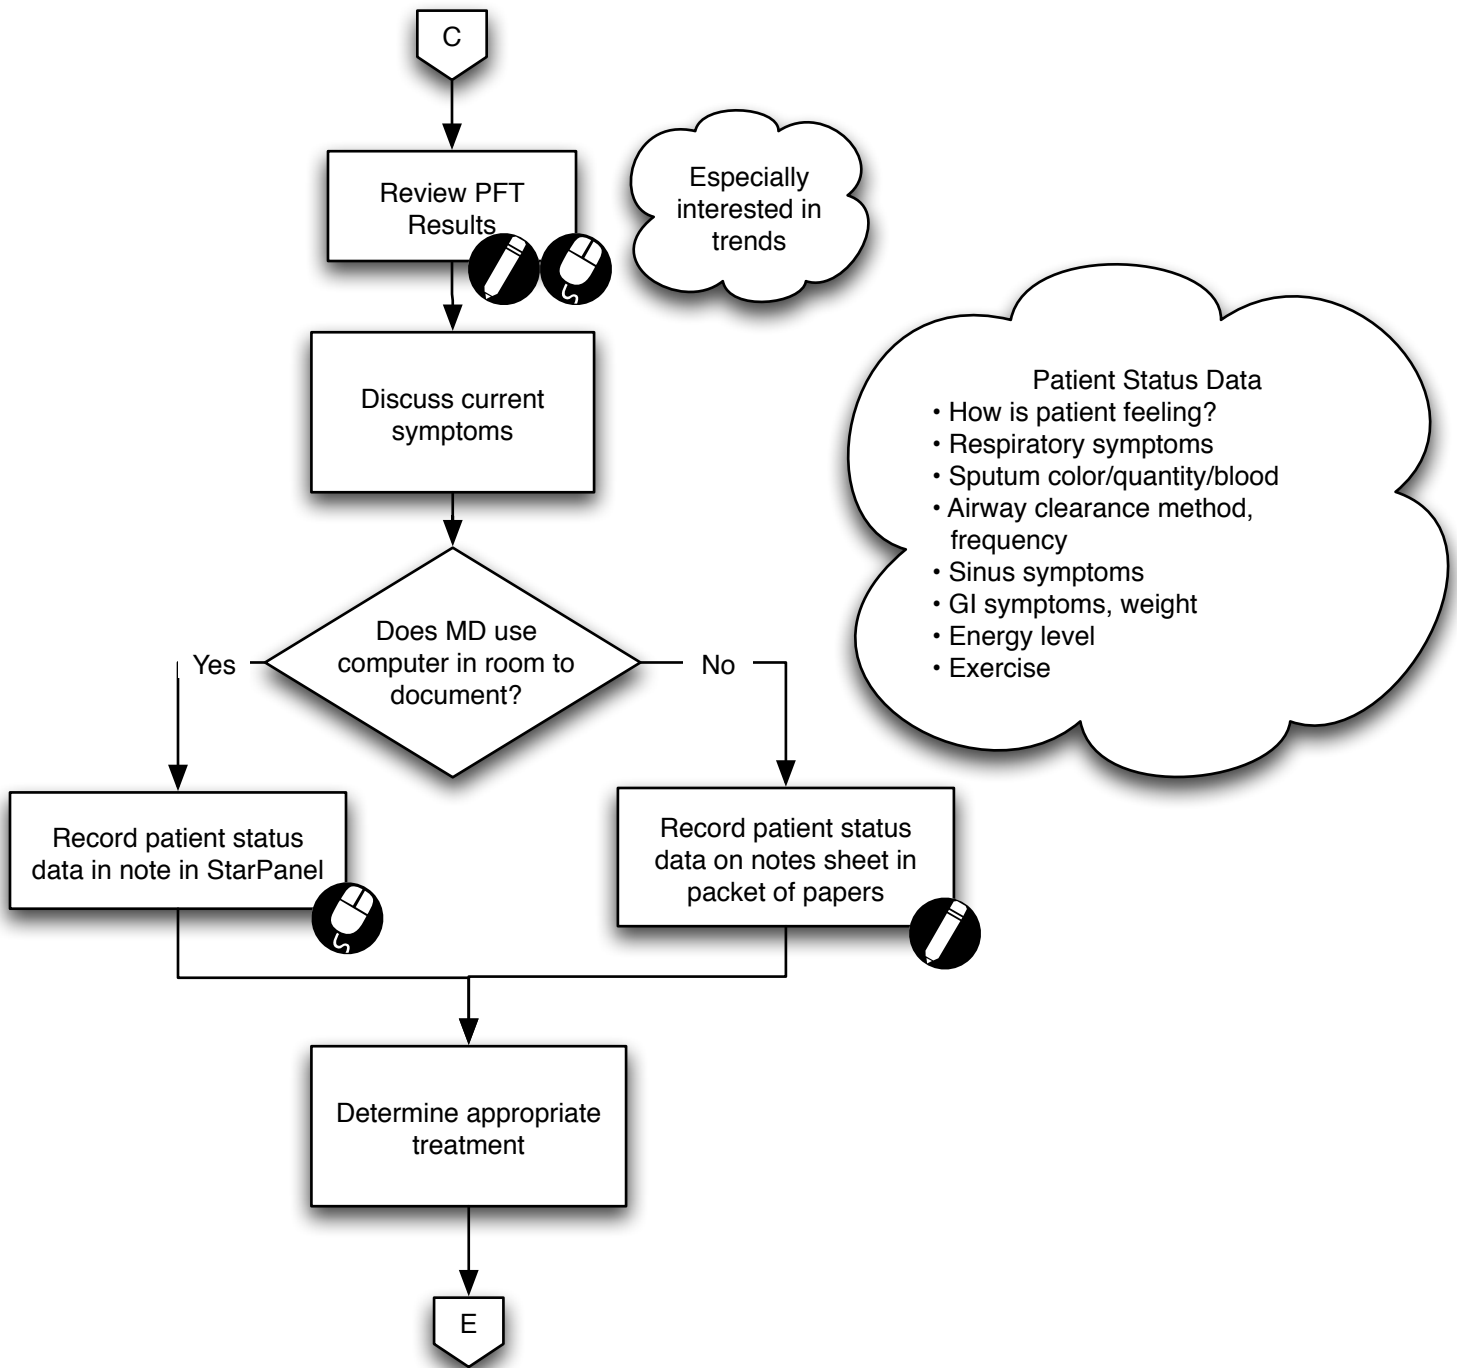 C
Review PFT
Results
Especially
interested in
trends
Discuss current
symptoms
Patient Status Data
• How is patient feeling?
• Respiratory symptoms
• Sputum color/quantity/blood
• Airway clearance method,
frequency
• Sinus symptoms
• GI symptoms, weight
• Energy level
• Exercise
Does MD use
computer in room to
document?
Yes
No
Record patient status
data in note in StarPanel
Record patient status
data on notes sheet in
packet of papers
Determine appropriate
treatment
E